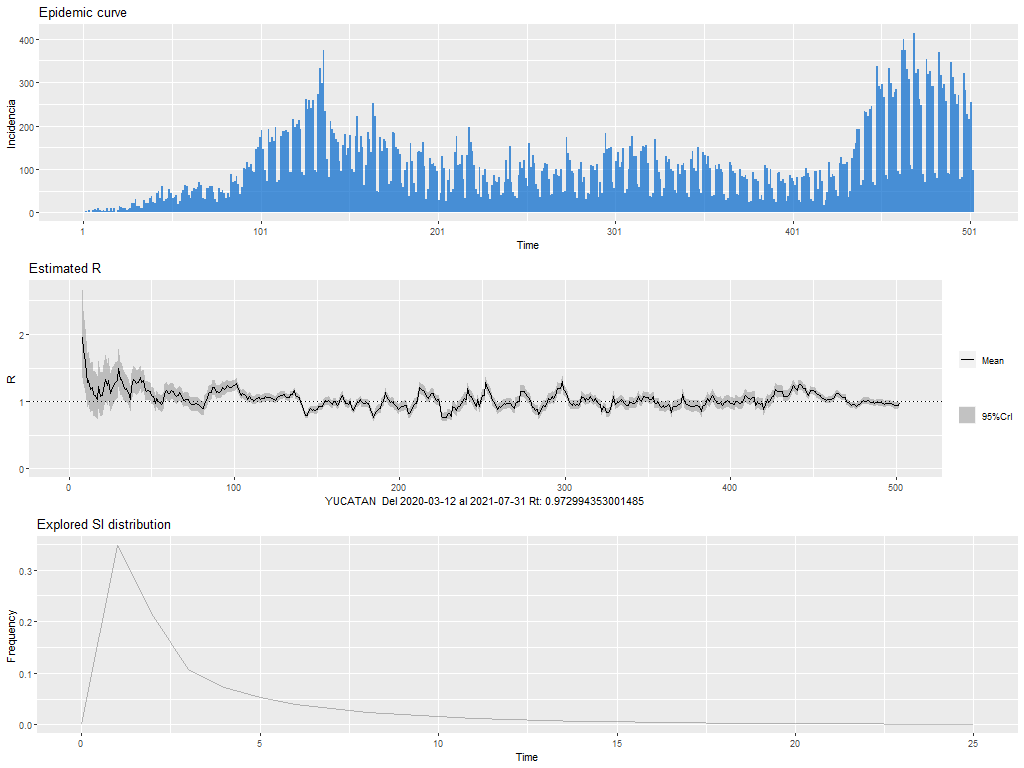 Epidemic curve
400
300
200
100
0
Incidencia
1 101 201 301 401 501
Time
Estimated R
2
1
0
R
Mean
95%CrI
0 100 200 300 400 500
YUCATAN Del 2020-03-12 al 2021-07-31 Rt: 0.972994353001485
Explored SI distribution
0.3
0.2
0.1
0.0
Frequency
0 5 10 15 20 25
Time